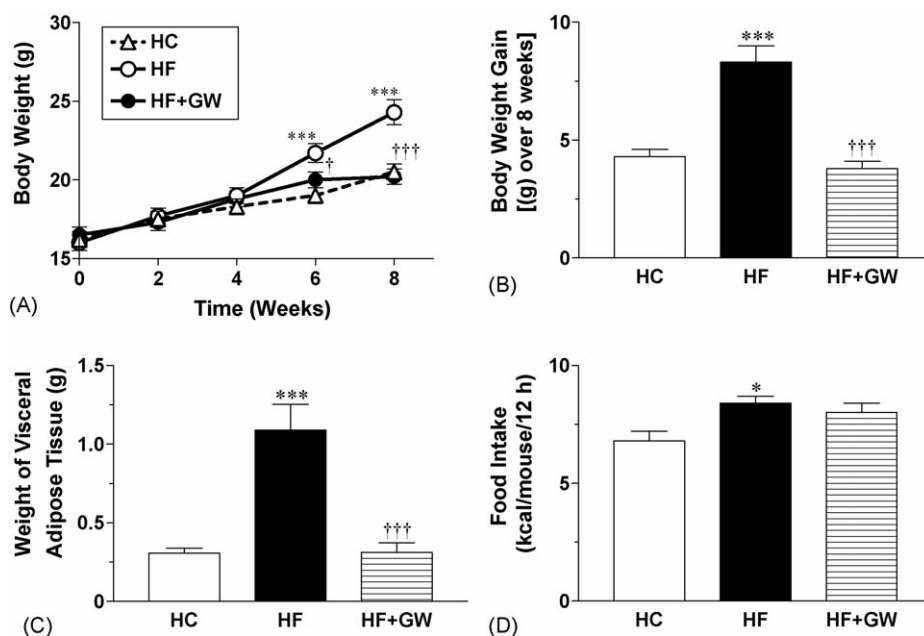 Body Weight (g)
30
25
20
15
HC
HF
HF+GW
***
***
†
†††
0
2
4
6
8
Time (Weeks)
(A)
Body Weight Gain
[(g) over 8 weeks]
10
5
0
***
†††
HC
HF
HF+GW
(B)
Weight of Visceral
Adipose Tissue (g)
1.5
1.0
0.5
0
***
†††
HC
HF
HF+GW
(C)
Food Intake
(kcal/mouse/12 h)
10
5
0
*
HC
HF
HF+GW
(D)